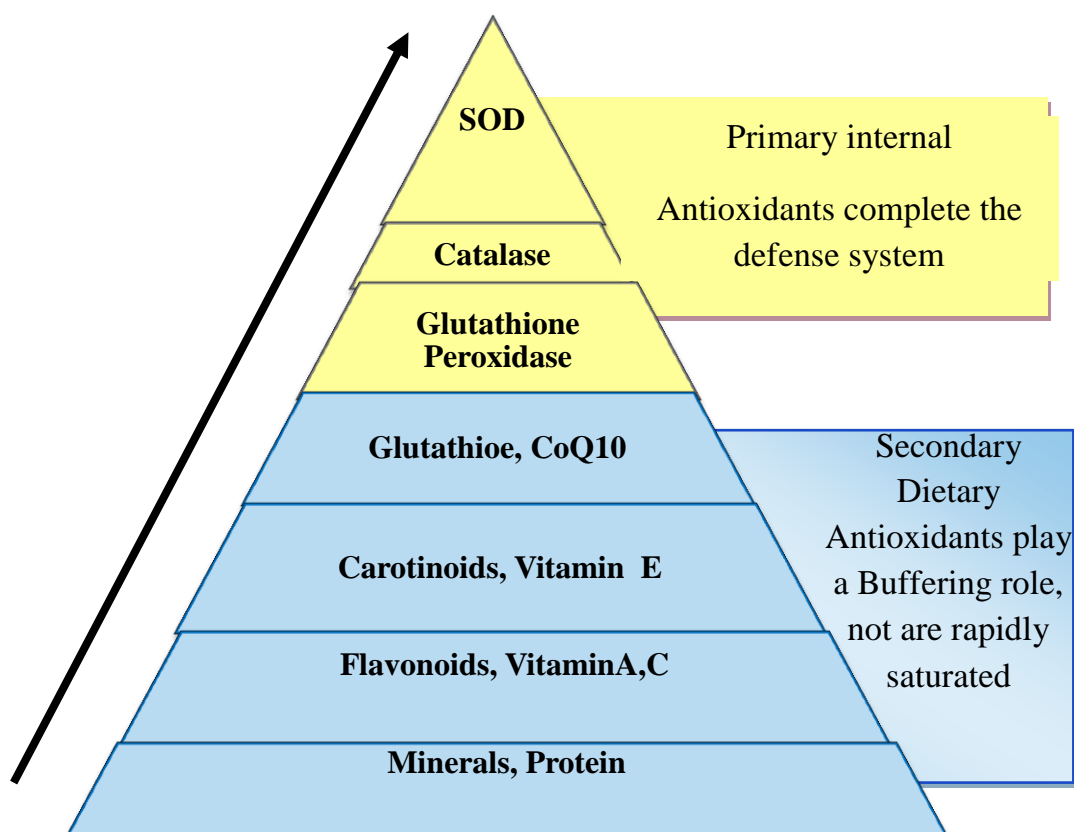 SOD
Primary internal
Antioxidants complete the
defense system
Catalase
Glutathione
Peroxidase
Glutathioe, CoQ10
Secondary
Dietary
Antioxidants play
a Buffering role,
not are rapidly
saturated
Carotinoids, Vitamin E
Flavonoids, VitaminA,C
Minerals, Protein